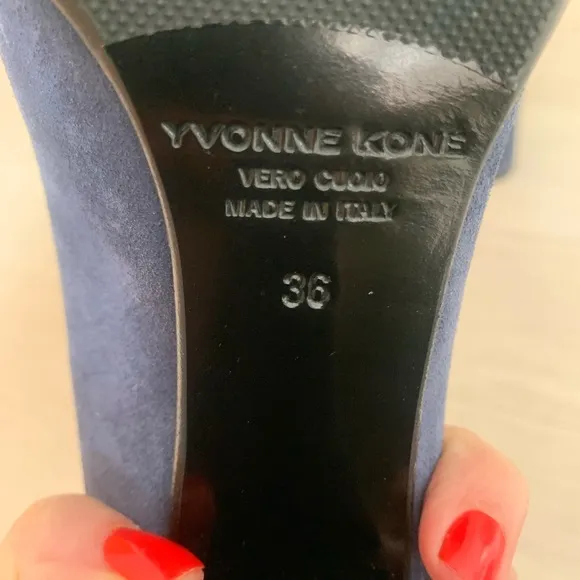 YVONNE KONE
VERO CUOIO
MADE IN ITALY
36